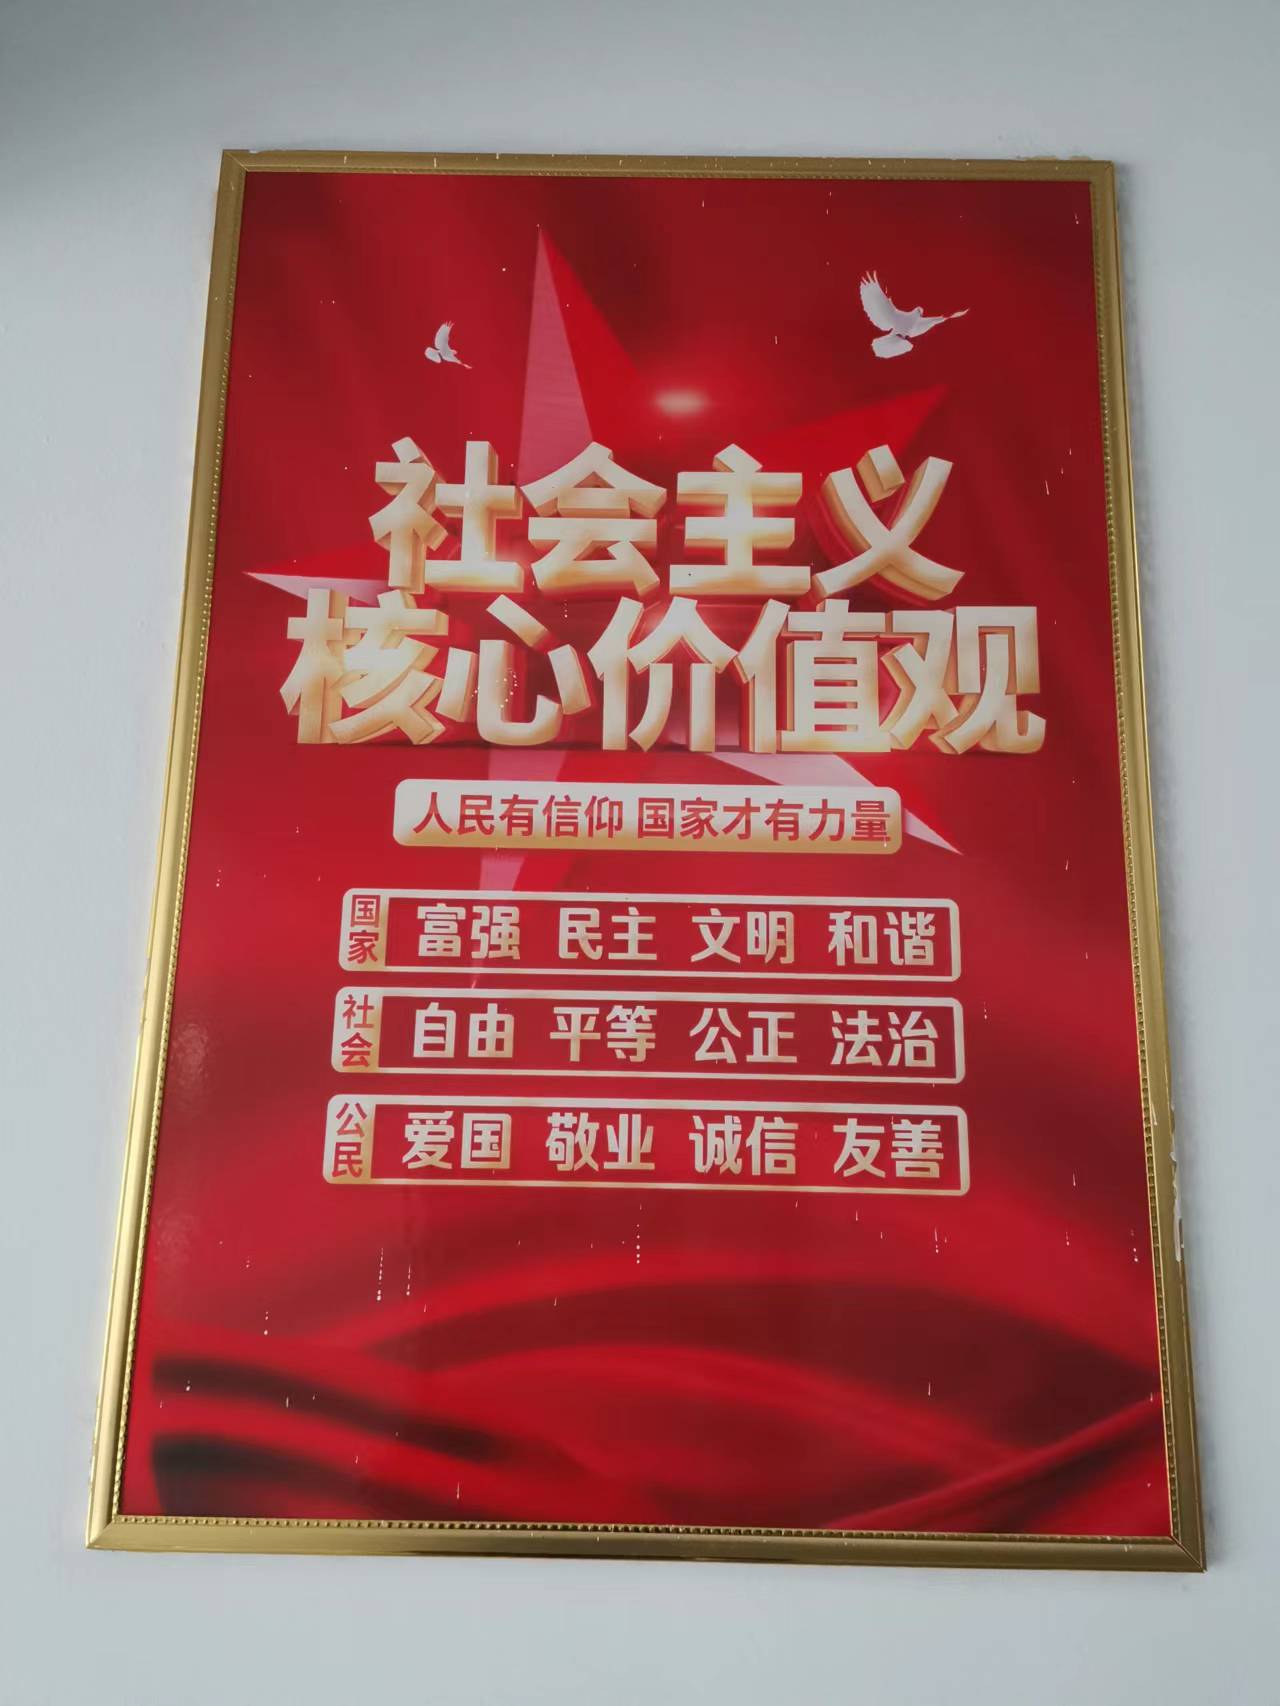 社会主义
核心价值观
人民有信仰 国家才有力量
国家 富强 民主 文明 和谐
社会 自由 平等 公正 法治
公民 爱国 敬业 诚信 友善